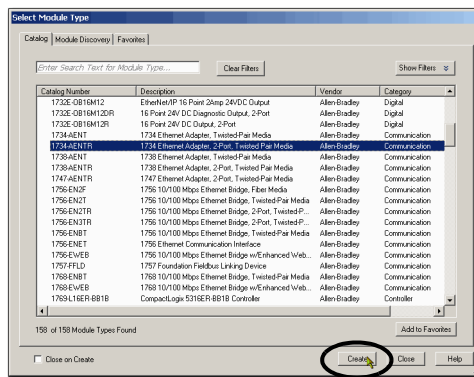 Select Module Type
Catalog Module Discovery Favorites
Enter Search Text for Module Type... Clear Filters Show Filters
Catalog Number Description Vendor Category
1732E-OB16M12 EtherNet/IP 16 Point 2Amp 24VDC Output Allen-Bradley Digital
1732E-OB16M12DR 16 Point 24V DC Diagnostic Output, 2-Port Allen-Bradley Digital
1732E-OB16M12R 16 Point 24V DC Output, 2-Port Allen-Bradley Digital
1734-AENT 1734 Ethernet Adapter, Twisted-Pair Media Allen-Bradley Communication
1734-AENTR 1734 Ethernet Adapter, 2-Port, Twisted-Pair Media Allen-Bradley Communication
1738-AENT 1738 Ethernet Adapter, Twisted-Pair Media Allen-Bradley Communication
1738-AENTR 1738 Ethernet Adapter, 2-Port, Twisted-Pair Media Allen-Bradley Communication
1747-AENTR 1747 Ethernet Adapter, 2-Port, Twisted-Pair Media Allen-Bradley Communication
1756-EN2F 1756 10/100 Mbps Ethernet Bridge, Fiber Media Allen-Bradley Communication
1756-EN2T 1756 10/100 Mbps Ethernet Bridge, Twisted-Pair Media Allen-Bradley Communication
1756-EN2TR 1756 10/100 Mbps Ethernet Bridge, 2-Port, Twisted-P... Allen-Bradley Communication
1756-EN3TR 1756 10/100 Mbps Ethernet Bridge, 2-Port, Twisted-P... Allen-Bradley Communication
1756-ENBT 1756 10/100 Mbps Ethernet Bridge, Twisted-Pair Media Allen-Bradley Communication
1756-ENET 1756 Ethernet Communication Interface Allen-Bradley Communication
1756-EWEB 1756 10/100 Mbps Ethernet Bridge w/Enhanced Web... Allen-Bradley Communication
1757-FFLD 1757 Foundation Fieldbus Linking Device Allen-Bradley Communication
1768-ENBT 1768 10/100 Mbps Ethernet Bridge, Twisted-Pair Media Allen-Bradley Communication
1768-EWEB 1768 10/100 Mbps Ethernet Bridge w/Enhanced Web... Allen-Bradley Communication
1769-L16ER-BB1B CompactLogix 5316ER-BB1B Controller Allen-Bradley Controller
158 of 158 Module Types Found Add to Favorites
Close on Create Create Close Help